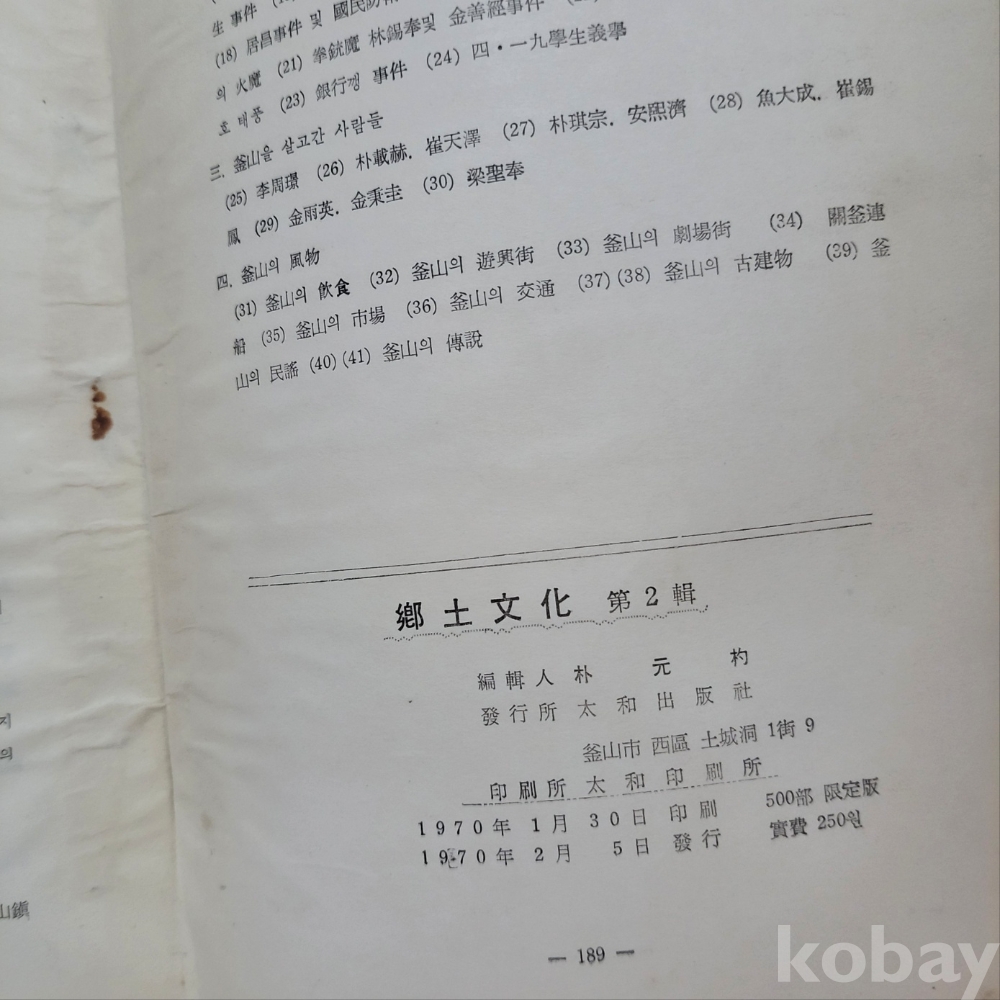 生 事件
(18) 居昌事件 및 國民防
의 火魔 (21) 拳銃魔 林錫奉및 金善經事件
호 태풍 (23) 銀行갱 事件 (24) 四・一九學生義擧
三. 釜山을 살고간 사람들
(25) 李周環 (26) 朴載赫. 崔天澤 (27) 朴琪宗. 安熙濟 (28) 魚大成. 崔錫
鳳 (29) 金雨英. 金秉圭 (30) 梁聖奉
四. 釜山의 風物
(31) 釜山의 飮食 (32) 釜山의 遊興街 (33) 釜山의 劇場街 (34) 關釜連
船 (35) 釜山의 市場 (36) 釜山의 交通 (37)(38) 釜山의 古建物 (39) 釜
山의 民謠 (40)(41) 釜山의 傳說
지
의
山鎭
鄕土文化 第2輯
編輯人 朴元杓
發行所 太和出版社
釜山市 西區 土城洞 1街 9
印刷所 太和印刷所
1970年 1月 30日 印刷 500部 限定版
1970年 2月 5日 發行 實費 250원
— 189 —
kobay